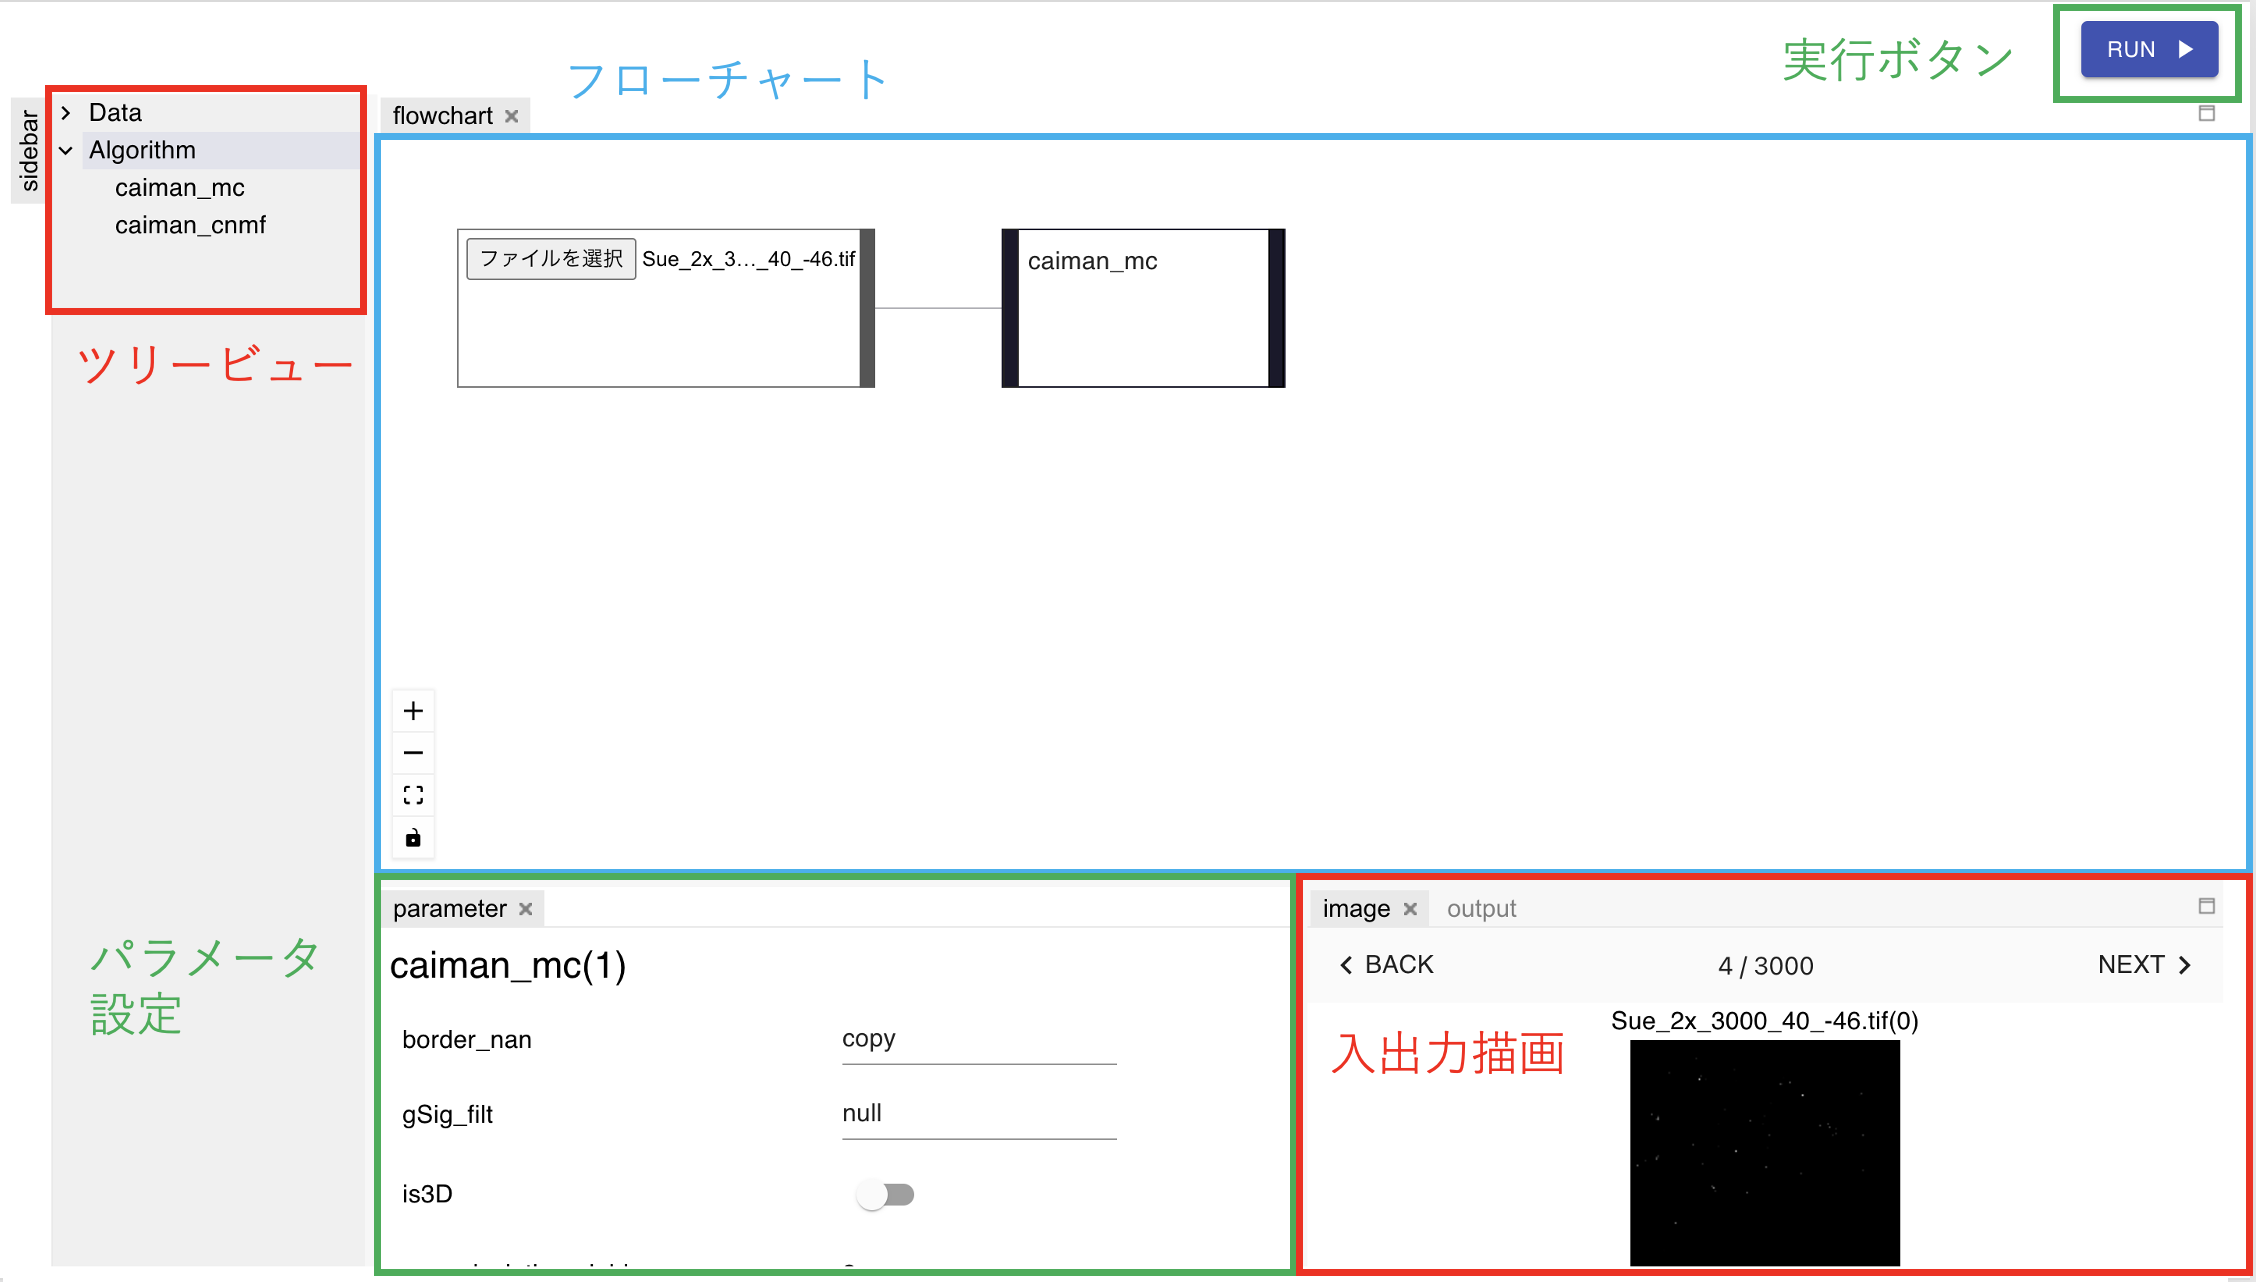 フローチャート
実行ボタン
RUN
sidebar
Data
Algorithm
caiman_mc
caiman_cnmf
ツリービュー
flowchart
ファイルを選択 Sue_2x_3…_40_-46.tif
caiman_mc
パラメータ
設定
parameter
caiman_mc(1)
border_nan copy
gSig_filt null
is3D
image output
BACK 4 / 3000 NEXT
Sue_2x_3000_40_-46.tif(0)
入出力描画